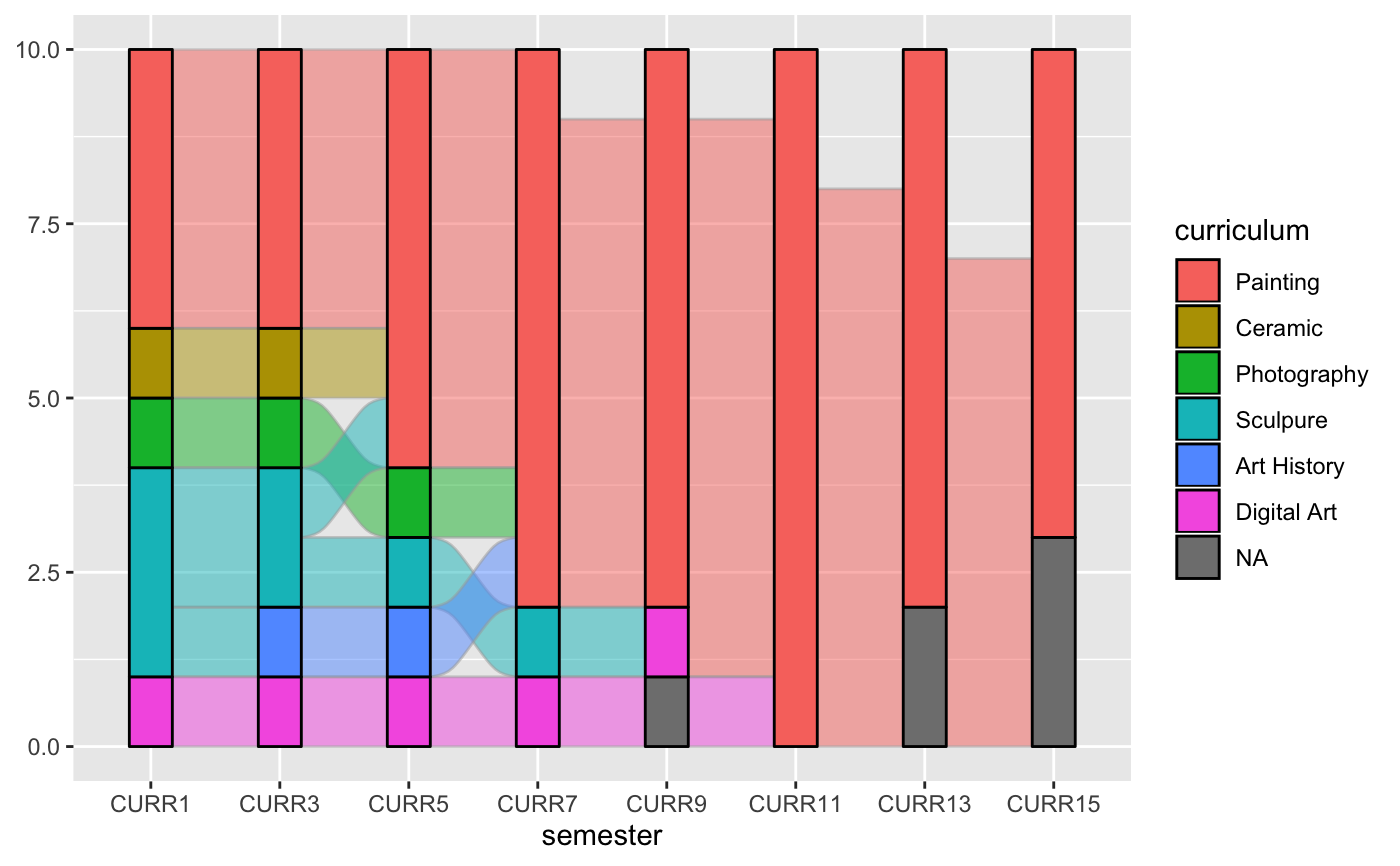 10.0
7.5
5.0
2.5
0.0
CURR1 CURR3 CURR5 CURR7 CURR9 CURR11 CURR13 CURR15
semester
curriculum
Painting
Ceramic
Photography
Sculpure
Art History
Digital Art
NA